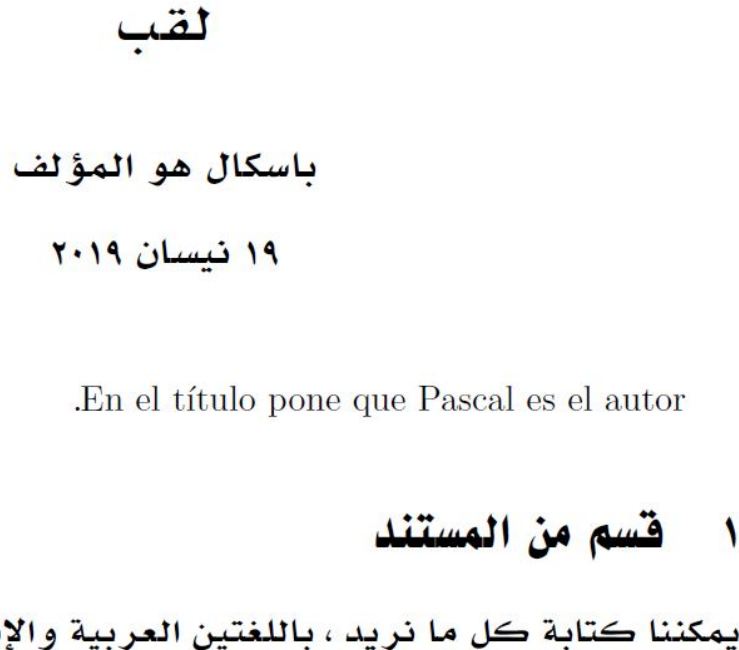 لقب
باسكال هو المؤلف
١٩ نيسان ٢٠١٩
.En el título pone que Pascal es el autor
١ قسم من المستند
يمكننا كتابة كل ما نريد ، باللغتين العربية